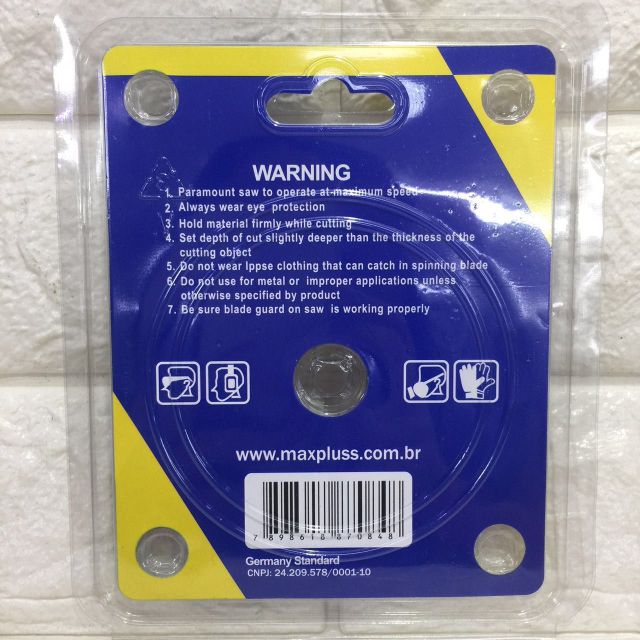 WARNING
1. Paramount saw to operate at maximum speed
2. Always wear eye protection
3. Hold material firmly while cutting
4. Set depth of cut slightly deeper than the thickness of the
cutting object
5. Do not wear lppse clothing that can catch in spinning blade
6. Do not use for metal or improper applications unless
otherwise specified by product
7. Be sure blade guard on saw is working properly
www.maxpluss.com.br
7 898618 870848
Germany Standard
CNPJ: 24.209.578/0001-10